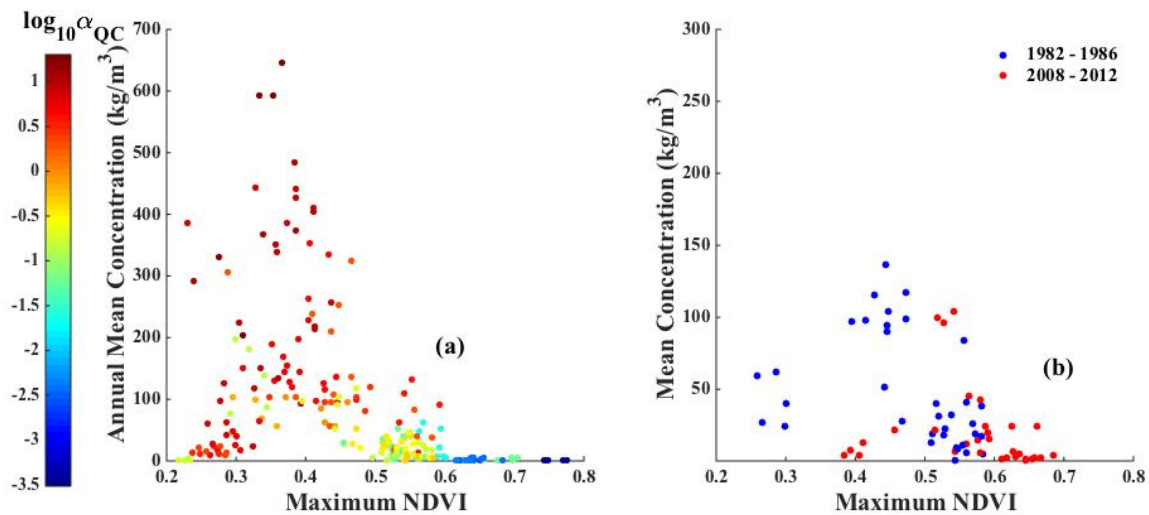 log₁₀α_QC
1
0.5
0
-0.5
-1
-1.5
-2
-2.5
-3
-3.5
Annual Mean Concentration (kg/m³)
700
600
500
400
300
200
100
0
0.2 0.3 0.4 0.5 0.6 0.7 0.8
Maximum NDVI
(a)
Mean Concentration (kg/m³)
300
250
200
150
100
50
0.2 0.3 0.4 0.5 0.6 0.7 0.8
Maximum NDVI
1982 - 1986
2008 - 2012
(b)